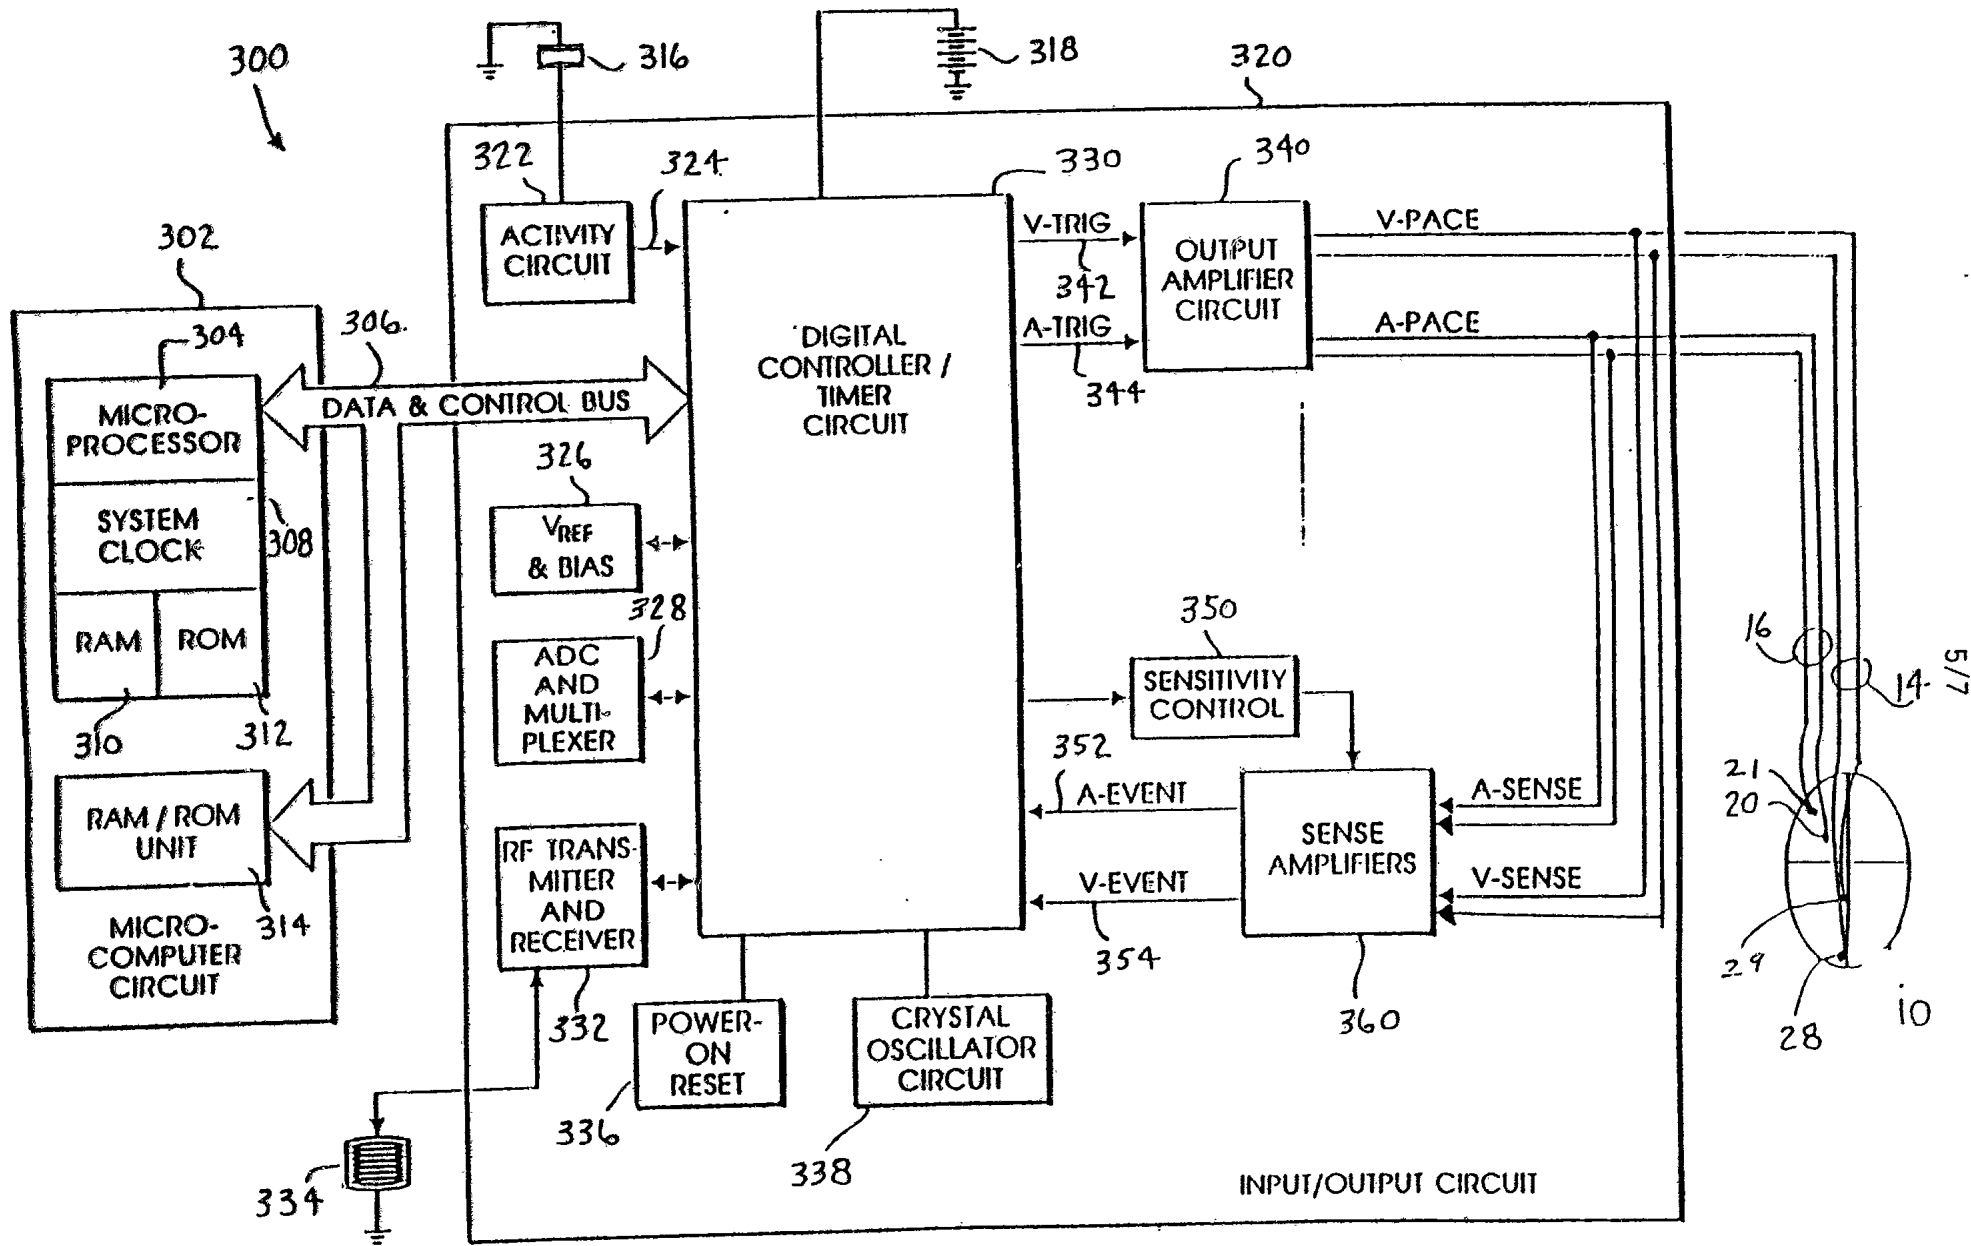 300
316
318
320
322
324
330
340
302
ACTIVITY
CIRCUIT
V-TRIG
342
A-TRIG
344
OUTPUT
AMPLIFIER
CIRCUIT
V-PACE
A-PACE
304
306
DIGITAL
CONTROLLER /
TIMER
CIRCUIT
MICRO-
PROCESSOR
DATA & CONTROL BUS
SYSTEM
CLOCK
308
RAM
ROM
310
312
326
VREF
& BIAS
328
ADC
AND
MULTI-
PLEXER
350
SENSITIVITY
CONTROL
16
14
5/7
352
A-EVENT
A-SENSE
21
20
RAM / ROM
UNIT
314
MICRO-
COMPUTER
CIRCUIT
RF TRANS-
MITTER
AND
RECEIVER
332
SENSE
AMPLIFIERS
V-EVENT
354
V-SENSE
360
29
28
10
POWER-
ON
RESET
336
CRYSTAL
OSCILLATOR
CIRCUIT
338
334
INPUT/OUTPUT CIRCUIT